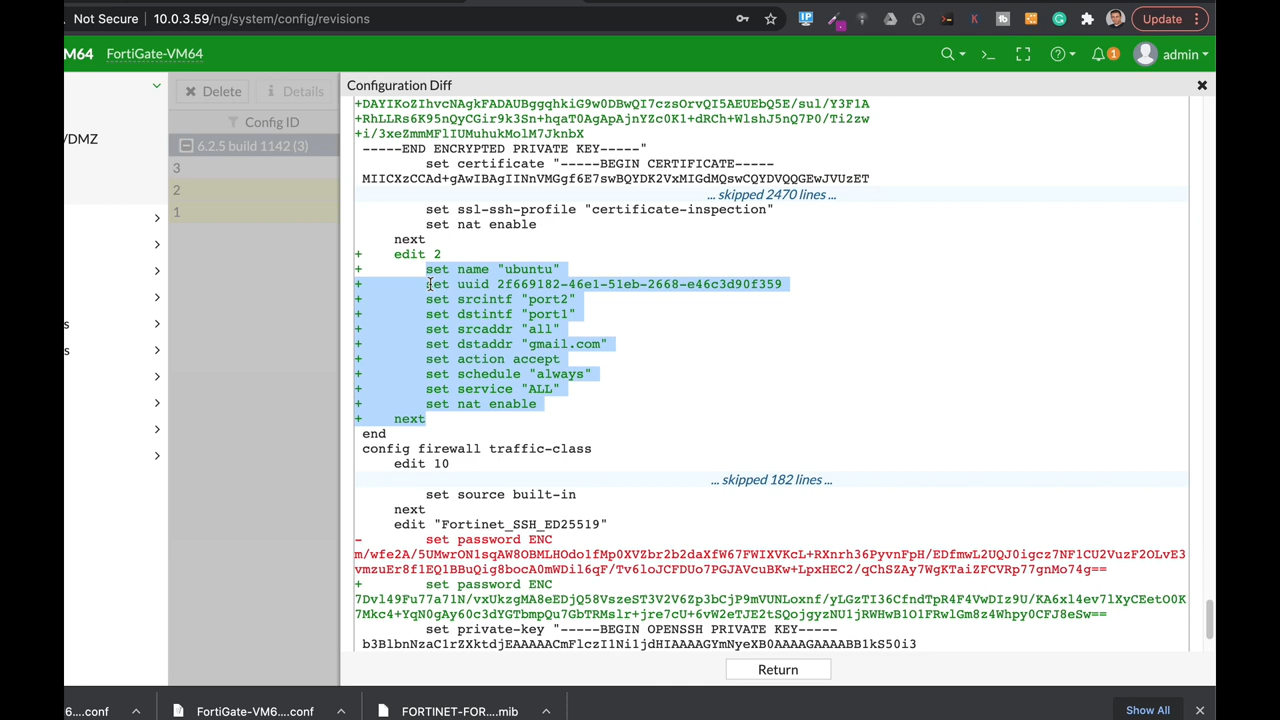 Not Secure 10.0.3.59/ng/system/config/revisions
Update
M64 FortiGate-VM64
1
admin
/DMZ
s
s
Delete Details
Config ID
6.2.5 build 1142 (3)
3
2
1
Configuration Diff
+DAYIKoZIhvcNAgkFADAUBggqhkiG9w0DBwQI7czsOrvQI5AEUEbQ5E/sul/Y3F1A
+RhLLRs6K95nQyCGir9k3Sn+hqaT0AgApAjnYZc0K1+dRCh+WlshJ5nQ7P0/Ti2zw
+i/3xeZmmMFlIUMuhukMolM7JknbX
-----END ENCRYPTED PRIVATE KEY-----"
set certificate "-----BEGIN CERTIFICATE-----
MIICXzCCAd+gAwIBAgIINnVMGgf6E7swBQYDK2VxMIGdMQswCQYDVQQGEwJVUzET
... skipped 2470 lines ...
set ssl-ssh-profile "certificate-inspection"
set nat enable
next
+ edit 2
+ set name "ubuntu"
+ set uuid 2f669182-46e1-51eb-2668-e46c3d90f359
+ set srcintf "port2"
+ set dstintf "port1"
+ set srcaddr "all"
+ set dstaddr "gmail.com"
+ set action accept
+ set schedule "always"
+ set service "ALL"
+ set nat enable
+ next
end
config firewall traffic-class
edit 10
... skipped 182 lines ...
set source built-in
next
edit "Fortinet_SSH_ED25519"
- set password ENC
m/wfe2A/5UMwrON1sqAW8OBMLHOdo1fMp0XVZbr2b2daXfW67FWIXVKcL+RXnrh36PyvnFpH/EDfmwL2UQJ0igcz7NF1CU2VuzF2OLvE3
vmzuEr8f1EQ1BBuQig8bocA0mWDil6qF/Tv6loJCFDUo7PGJAVcuBKw+LpxHEC2/qChSZAy7WgKTaiZFCVRp77gnMo74g==
+ set password ENC
7Dvl49Fu77a71N/vxUkzgMA8eEDjQ58VszeST3V2V6Zp3bCjP9mVUNLoxnf/yLGzTI36CfndTpR4F4VwDIz9U/KA6xl4ev7lXyCEetO0K
7Mkc4+YqN0gAy60c3dYGTbmpQu7GbTRMslr+jre7cU+6vW2eTJE2tSQojgyzNU1jRWHwB1O1FRwlGm8z4Whpy0CFJ8eSw==
set private-key "-----BEGIN OPENSSH PRIVATE KEY-----
b3BlbnNzaC1rZXktdjEAAAAACmFlczI1Ni1jdHIAAAAGYmNyeXB0AAAAGAAAABB1kS50i3
Return
6....conf FortiGate-VM6....conf FORTINET-FOR....mib Show All